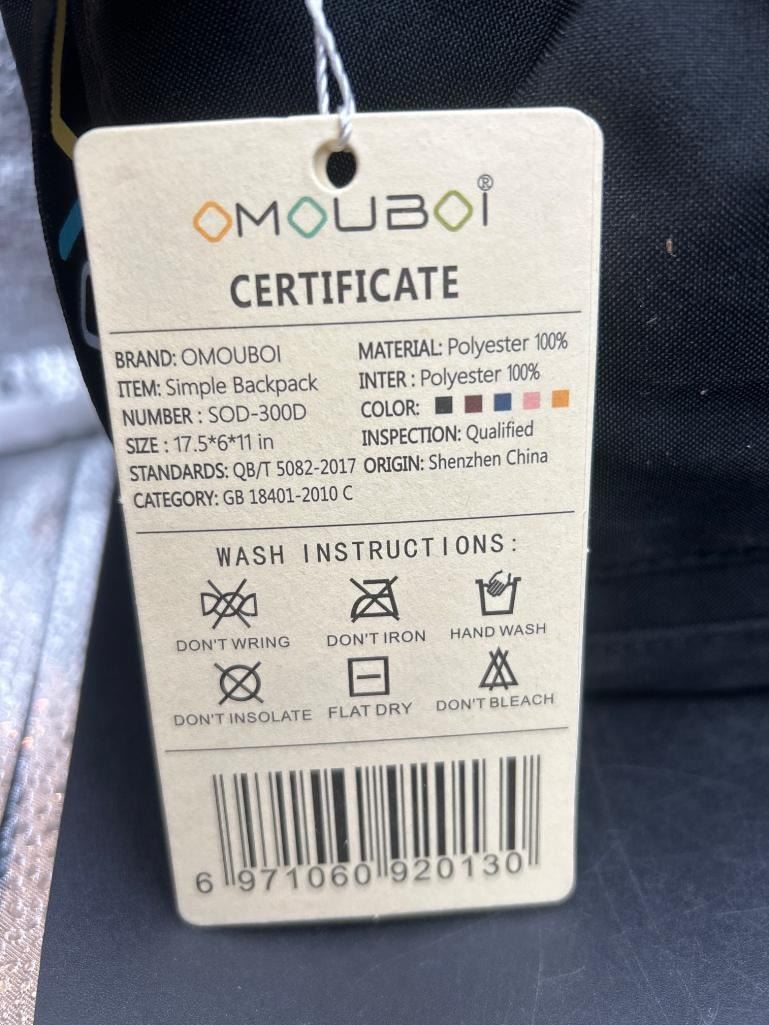 OMOUBOI®
CERTIFICATE
BRAND: OMOUBOI
ITEM: Simple Backpack
NUMBER : SOD-300D
SIZE : 17.5*6*11 in
STANDARDS: QB/T 5082-2017
CATEGORY: GB 18401-2010 C
MATERIAL: Polyester 100%
INTER : Polyester 100%
COLOR:
INSPECTION: Qualified
ORIGIN: Shenzhen China
WASH INSTRUCTIONS:
DON'T WRING
DON'T IRON
HAND WASH
DON'T INSOLATE
FLAT DRY
DON'T BLEACH
6 971060 920130